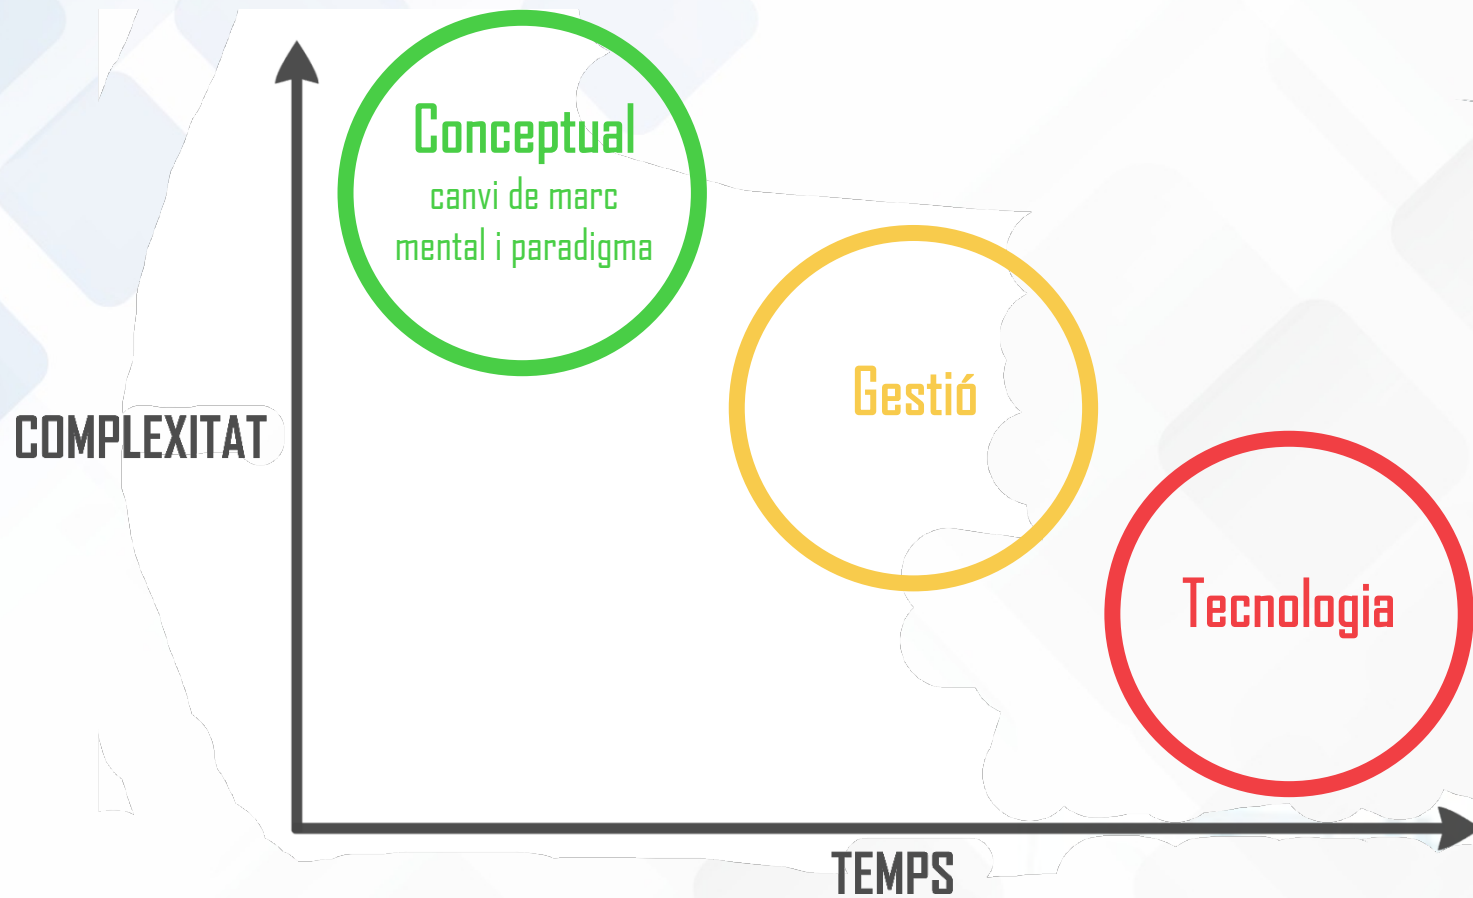 Conceptual
canvi de marc
mental i paradigma
Gestió
COMPLEXITAT
Tecnologia
TEMPS